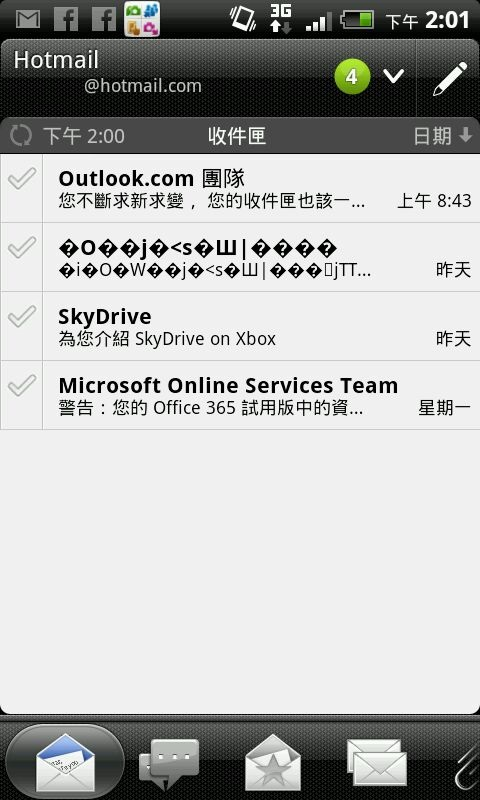 3G
下午 2:01
Hotmail
@hotmail.com
4
下午 2:00
收件匣
日期
Outlook.com 團隊
您不斷求新求變，您的收件匣也該一...
上午 8:43
�O��j�<s�Ш|����
�i�O�W��j�<s�Ш|���▯jTT...
昨天
SkyDrive
為您介紹 SkyDrive on Xbox
昨天
Microsoft Online Services Team
警告：您的 Office 365 試用版中的資...
星期一